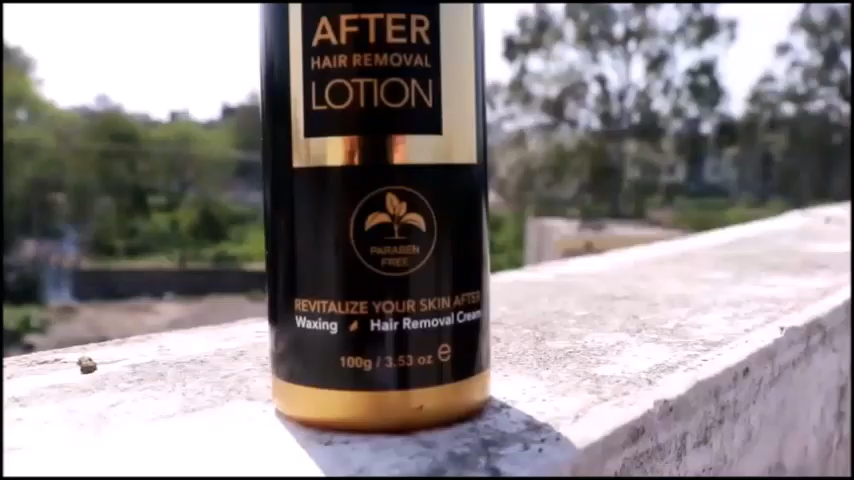 AFTER
HAIR REMOVAL
LOTION
PARABEN
FREE
REVITALIZE YOUR SKIN AFTER
Waxing Hair Removal Cream
100g / 3.53 oz e